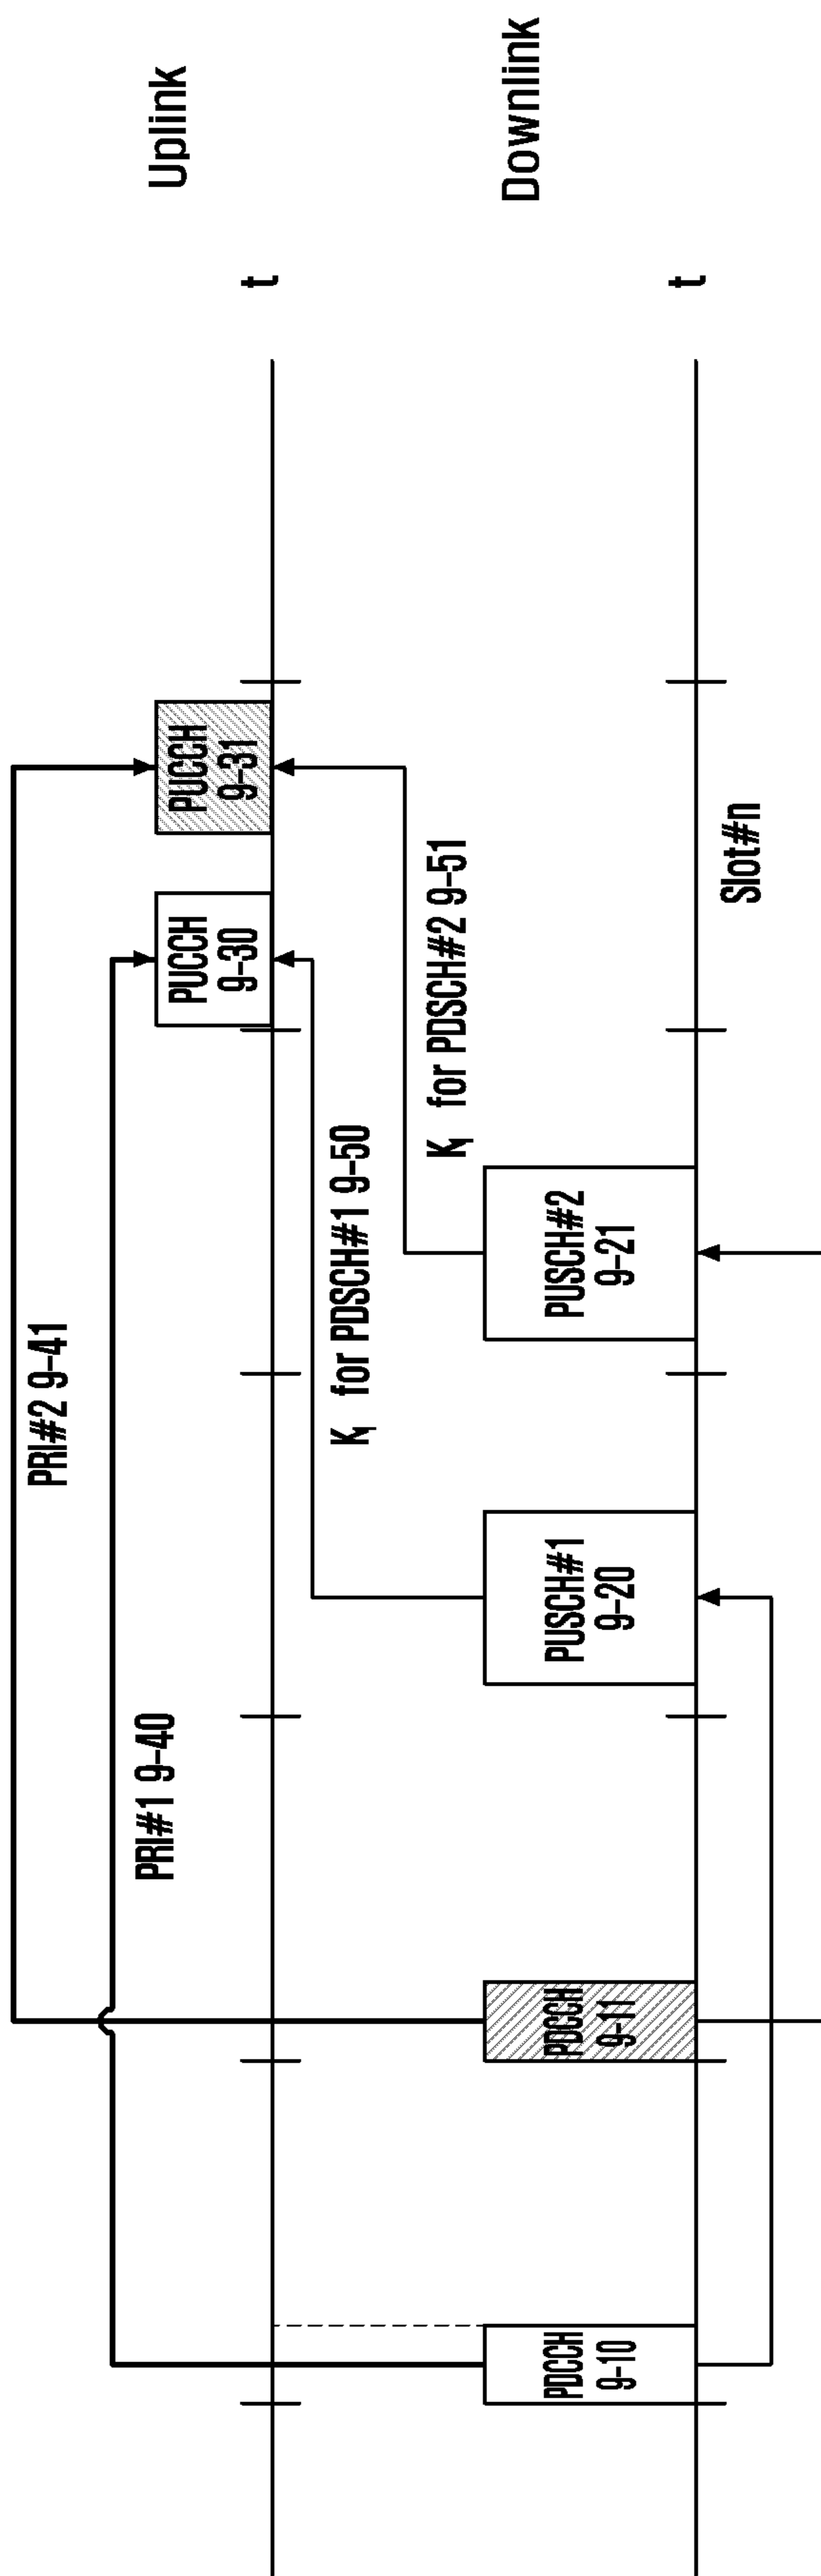 PRI#2 9-41
PRI#1 9-40
PUCCH
9-30
PUCCH
9-31
Uplink
t
K₁ for PDSCH#1 9-50
K₁ for PDSCH#2 9-51
PDCCH
9-10
PDCCH
9-11
PUSCH#1
9-20
PUSCH#2
9-21
Downlink
t
Slot#n